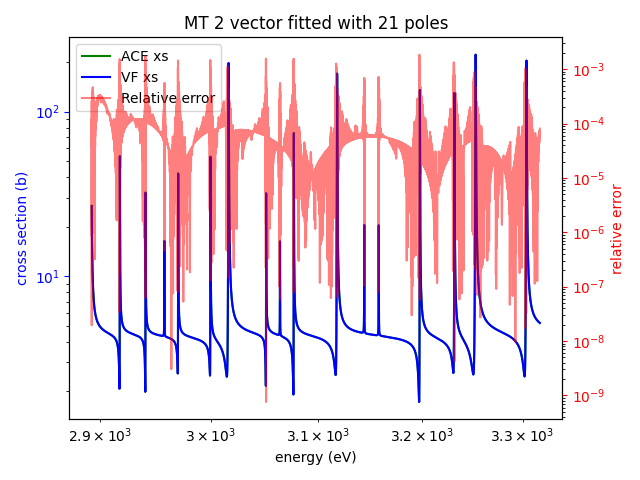 MT 2 vector fitted with 21 poles
ACE xs
VF xs
Relative error
cross section (b)
10²
10¹
relative error
10⁻³
10⁻⁴
10⁻⁵
10⁻⁶
10⁻⁷
10⁻⁸
10⁻⁹
2.9 × 10³
3 × 10³
3.1 × 10³
3.2 × 10³
3.3 × 10³
energy (eV)